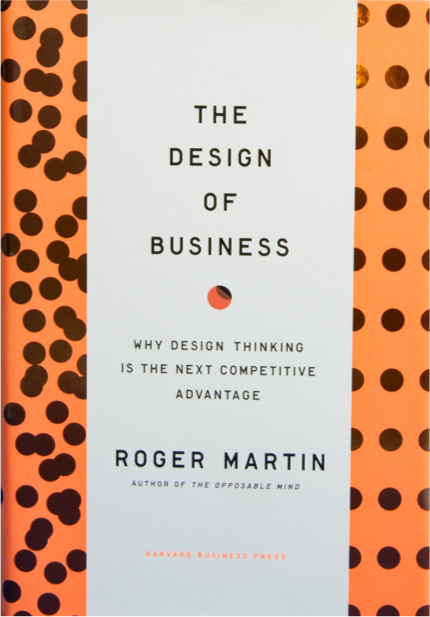 THE
DESIGN
OF
BUSINESS
WHY DESIGN THINKING
IS THE NEXT COMPETITIVE
ADVANTAGE
ROGER MARTIN
AUTHOR OF THE OPPOSABLE MIND
HARVARD BUSINESS PRESS